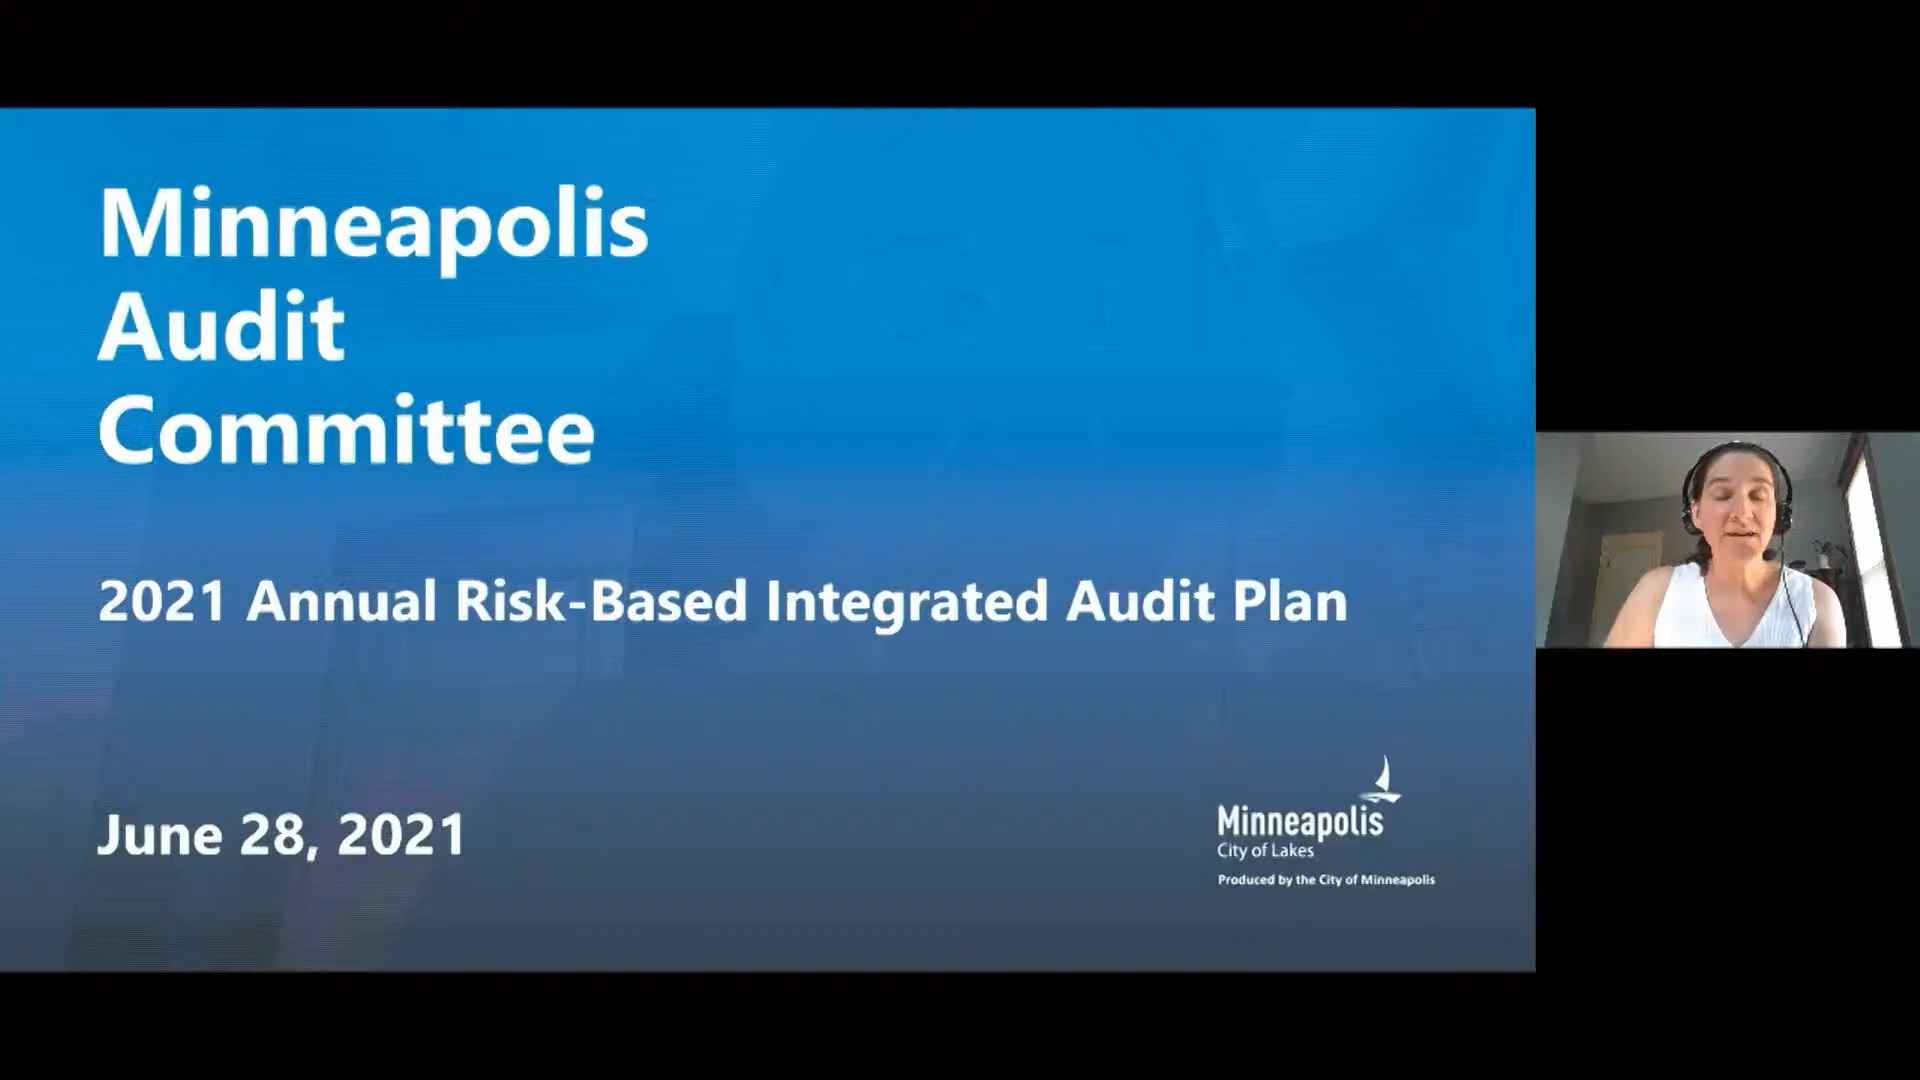 Minneapolis
Audit
Committee
2021 Annual Risk-Based Integrated Audit Plan
June 28, 2021
Minneapolis
City of Lakes
Produced by the City of Minneapolis